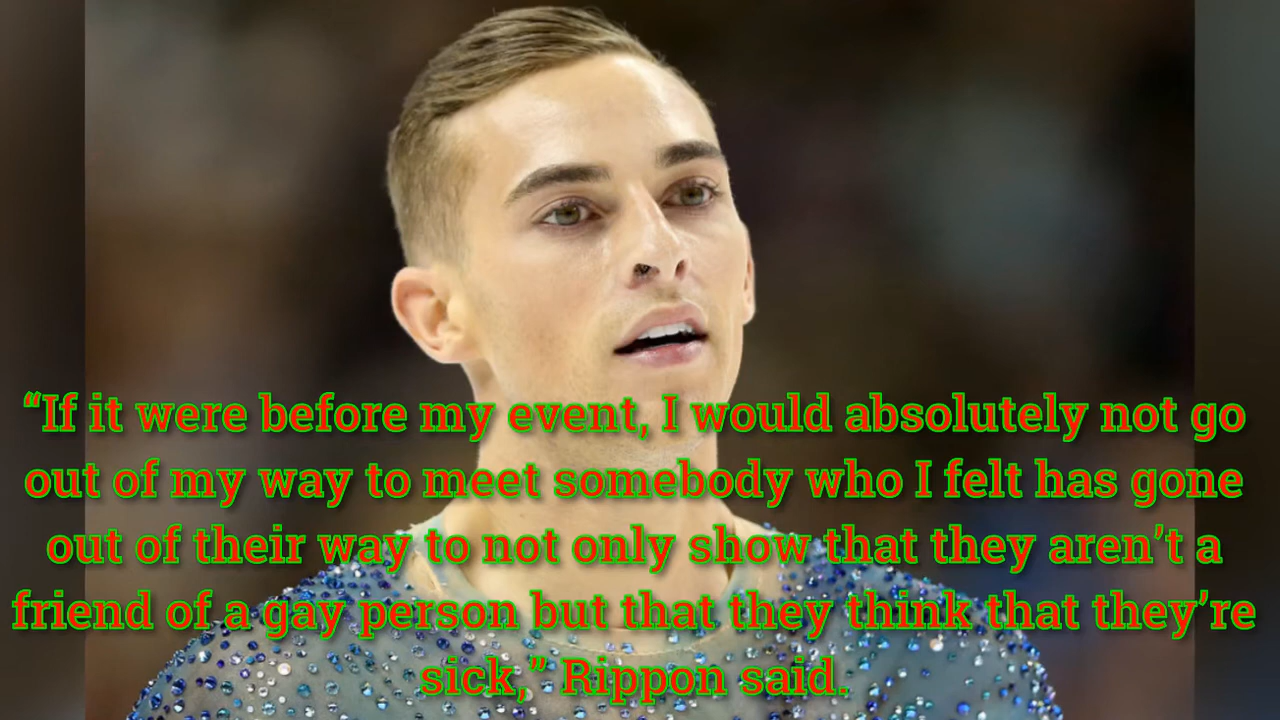 “If it were before my event, I would absolutely not go
out of my way to meet somebody who I felt has gone
out of their way to not only show that they aren’t a
friend of a gay person but that they think that they’re
sick,” Rippon said.